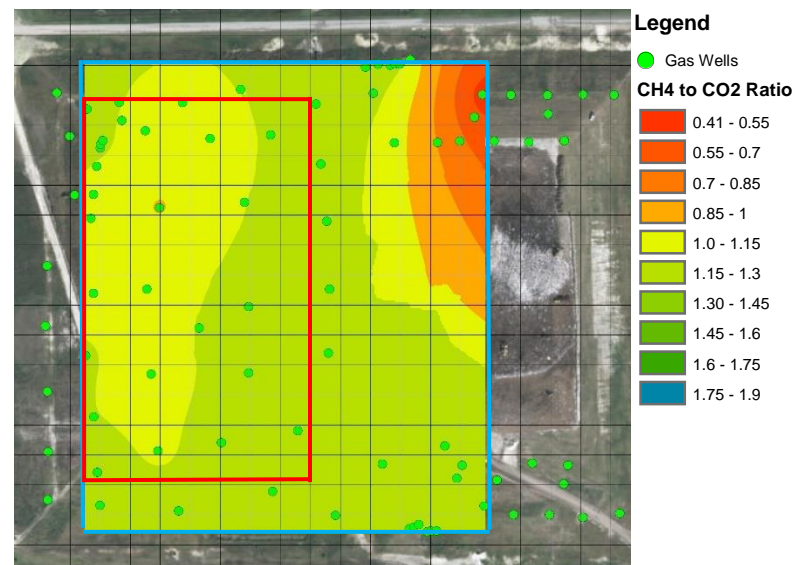 Legend
Gas Wells
CH4 to CO2 Ratio
0.41 - 0.55
0.55 - 0.7
0.7 - 0.85
0.85 - 1
1.0 - 1.15
1.15 - 1.3
1.30 - 1.45
1.45 - 1.6
1.6 - 1.75
1.75 - 1.9